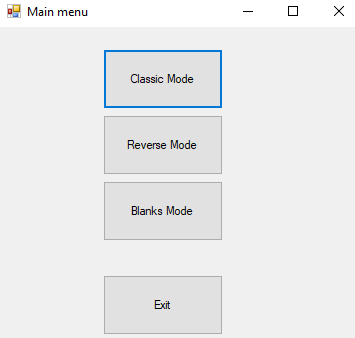 Main menu
Classic Mode
Reverse Mode
Blanks Mode
Exit